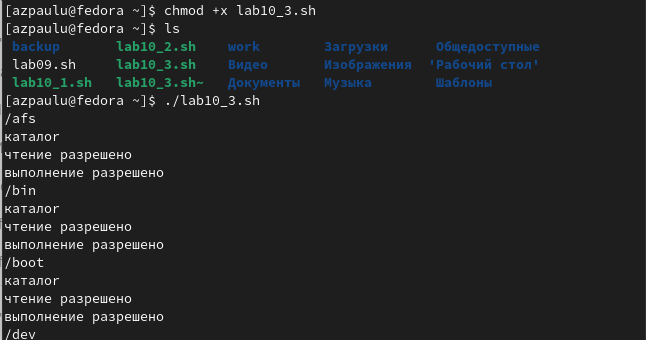 [azpaulu@fedora ~]$ chmod +x lab10_3.sh
[azpaulu@fedora ~]$ ls
backup lab10_2.sh work Загрузки Общедоступные
lab09.sh lab10_3.sh Видео Изображения 'Рабочий стол'
lab10_1.sh lab10_3.sh~ Документы Музыка Шаблоны
[azpaulu@fedora ~]$ ./lab10_3.sh
/afs
каталог
чтение разрешено
выполнение разрешено
/bin
каталог
чтение разрешено
выполнение разрешено
/boot
каталог
чтение разрешено
выполнение разрешено
/dev